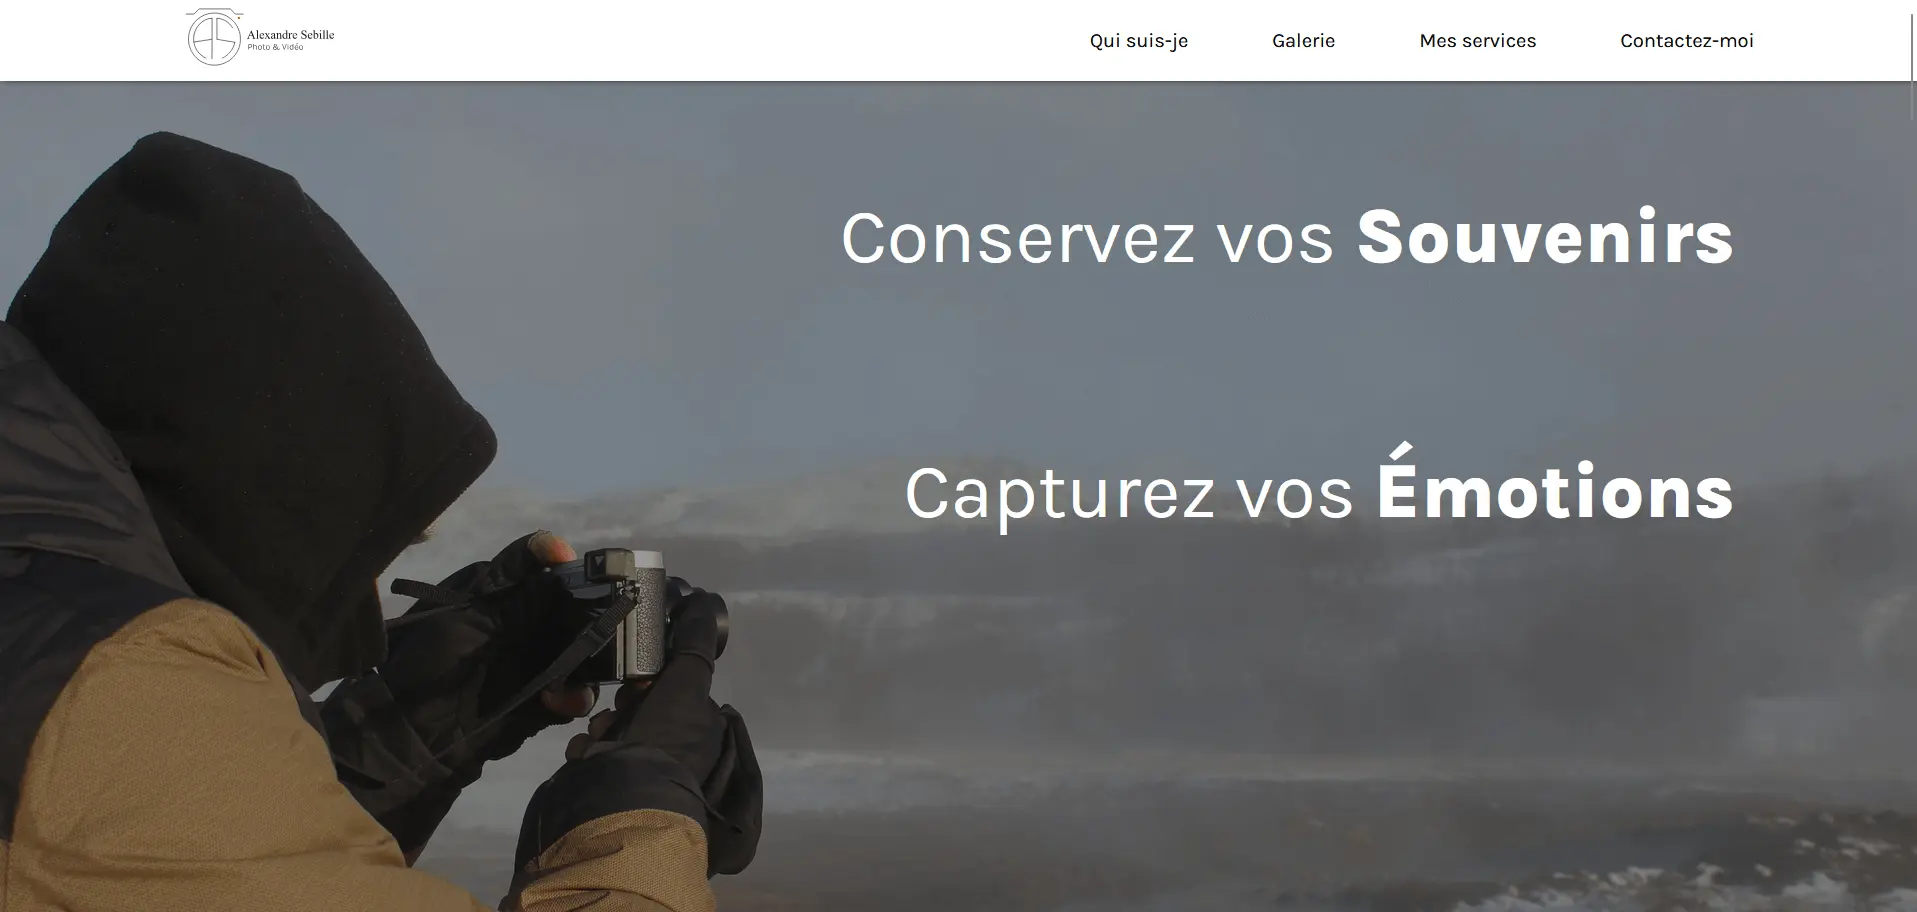 Alexandre Sebille
Photo & Vidéo
Qui suis-je
Galerie
Mes services
Contactez-moi
Conservez vos Souvenirs
Capturez vos Émotions